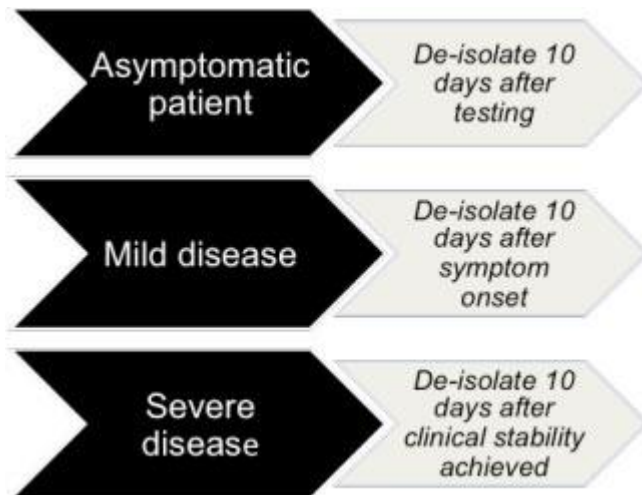 Asymptomatic
patient
De-isolate 10
days after
testing
Mild disease
De-isolate 10
days after
symptom
onset
Severe
disease
De-isolate 10
days after
clinical stability
achieved